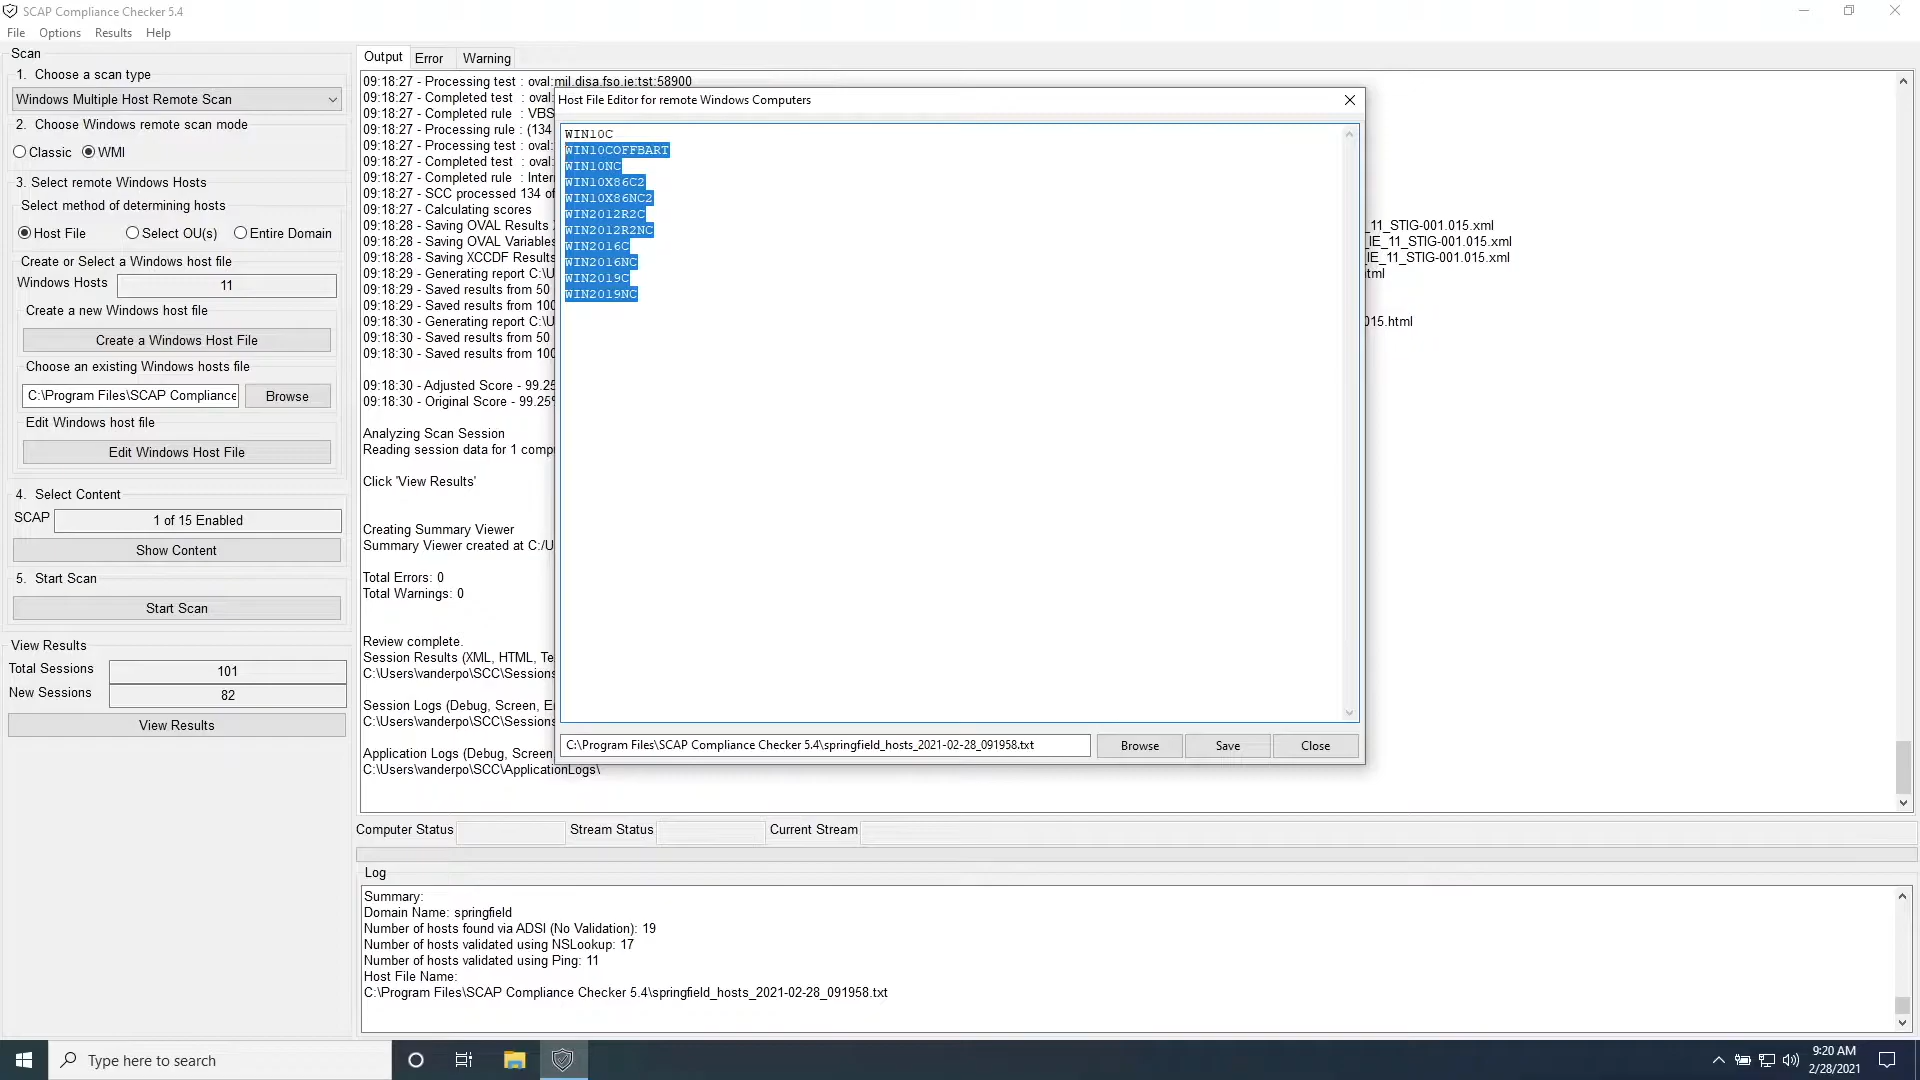 SCAP Compliance Checker 5.4
File Options Results Help
Scan
1. Choose a scan type
Windows Multiple Host Remote Scan
2. Choose Windows remote scan mode
Classic WMI
3. Select remote Windows Hosts
Select method of determining hosts
Host File Select OU(s) Entire Domain
Create or Select a Windows host file
Windows Hosts 11
Create a new Windows host file
Create a Windows Host File
Choose an existing Windows hosts file
C:\Program Files\SCAP Compliance Browse
Edit Windows host file
Edit Windows Host File
4. Select Content
SCAP 1 of 15 Enabled
Show Content
5. Start Scan
Start Scan
View Results
Total Sessions 101
New Sessions 82
View Results
Output Error Warning
09:18:27 - Processing test : oval:mil.disa.fso.ie:tst:58900
09:18:27 - Completed test : oval:
09:18:27 - Completed rule : VBS
09:18:27 - Processing rule : (134
09:18:27 - Processing test : oval:
09:18:27 - Completed test : oval:
09:18:27 - Completed rule : Inter
09:18:27 - SCC processed 134 of
09:18:27 - Calculating scores
09:18:28 - Saving OVAL Results _11_STIG-001.015.xml
09:18:28 - Saving OVAL Variables IE_11_STIG-001.015.xml
09:18:28 - Saving XCCDF Results IE_11_STIG-001.015.xml
09:18:29 - Generating report C:\U tml
09:18:29 - Saved results from 50
09:18:29 - Saved results from 100
09:18:30 - Generating report C:\U 015.html
09:18:30 - Saved results from 50
09:18:30 - Saved results from 100
09:18:30 - Adjusted Score - 99.25
09:18:30 - Original Score - 99.25%
Analyzing Scan Session
Reading session data for 1 comp
Click 'View Results'
Creating Summary Viewer
Summary Viewer created at C:/U
Total Errors: 0
Total Warnings: 0
Review complete.
Session Results (XML, HTML, Te
C:\Users\vanderpo\SCC\Sessions
Session Logs (Debug, Screen, E
C:\Users\vanderpo\SCC\Sessions
Application Logs (Debug, Screen
C:\Users\vanderpo\SCC\ApplicationLogs\
Host File Editor for remote Windows Computers
WIN10C
WIN10COFFBART
WIN10NC
WIN10X86C2
WIN10X86NC2
WIN2012R2C
WIN2012R2NC
WIN2016C
WIN2016NC
WIN2019C
WIN2019NC
C:\Program Files\SCAP Compliance Checker 5.4\springfield_hosts_2021-02-28_091958.txt Browse Save Close
Computer Status Stream Status Current Stream
Log
Summary:
Domain Name: springfield
Number of hosts found via ADSI (No Validation): 19
Number of hosts validated using NSLookup: 17
Number of hosts validated using Ping: 11
Host File Name:
C:\Program Files\SCAP Compliance Checker 5.4\springfield_hosts_2021-02-28_091958.txt
Type here to search
9:20 AM
2/28/2021